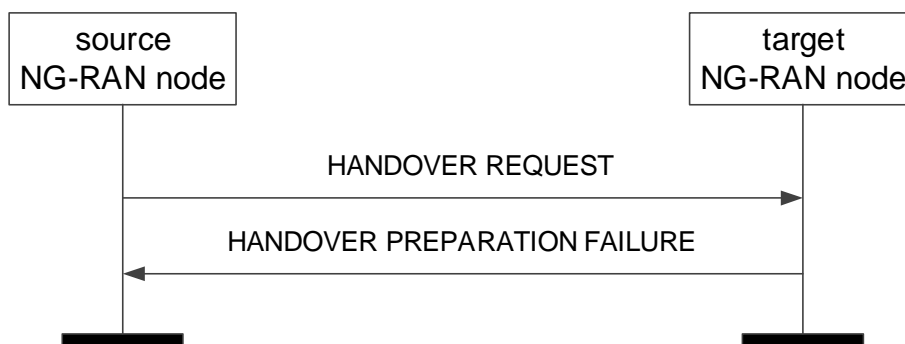 source
NG-RAN node
target
NG-RAN node
HANDOVER REQUEST
HANDOVER PREPARATION FAILURE